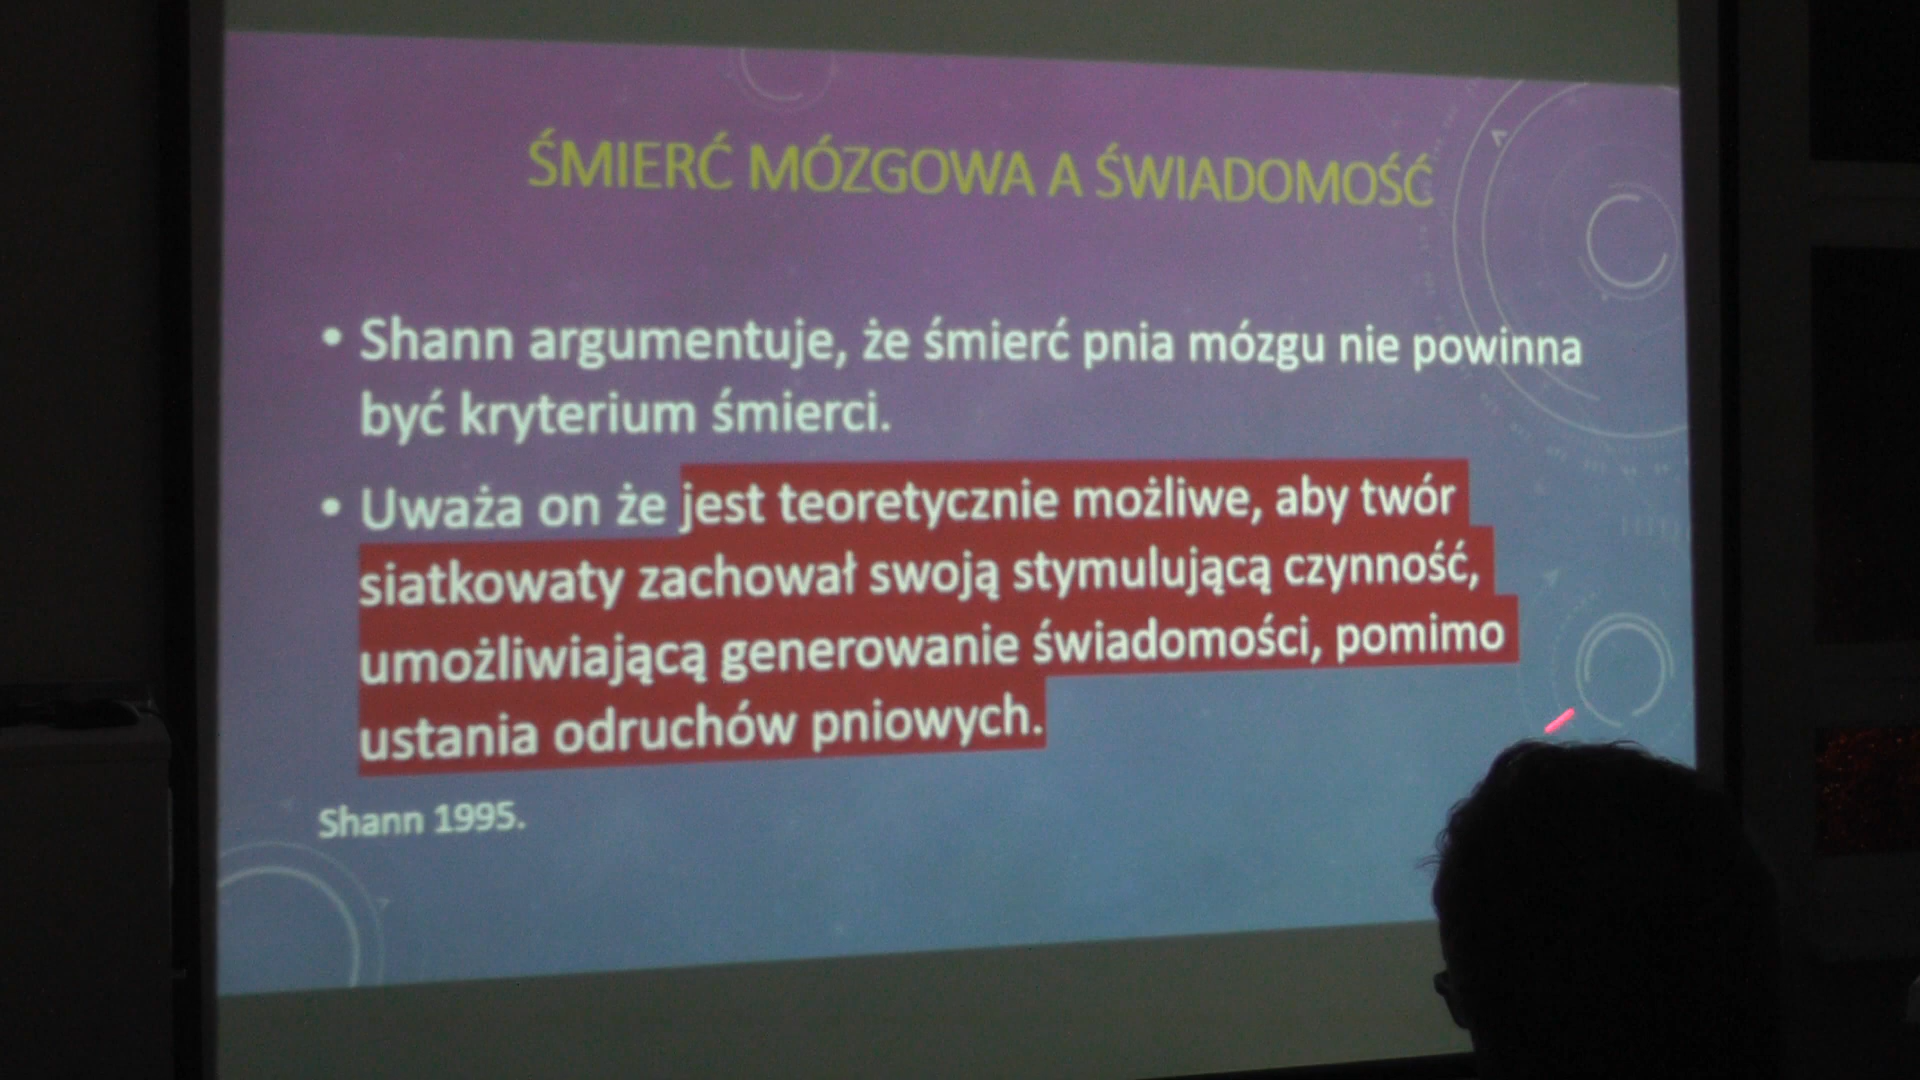 ŚMIERĆ MÓZGOWA A ŚWIADOMOŚĆ
• Shann argumentuje, że śmierć pnia mózgu nie powinna
być kryterium śmierci.
• Uważa on że jest teoretycznie możliwe, aby twór
siatkowaty zachował swoją stymulującą czynność,
umożliwiającą generowanie świadomości, pomimo
ustania odruchów pniowych.
Shann 1995.